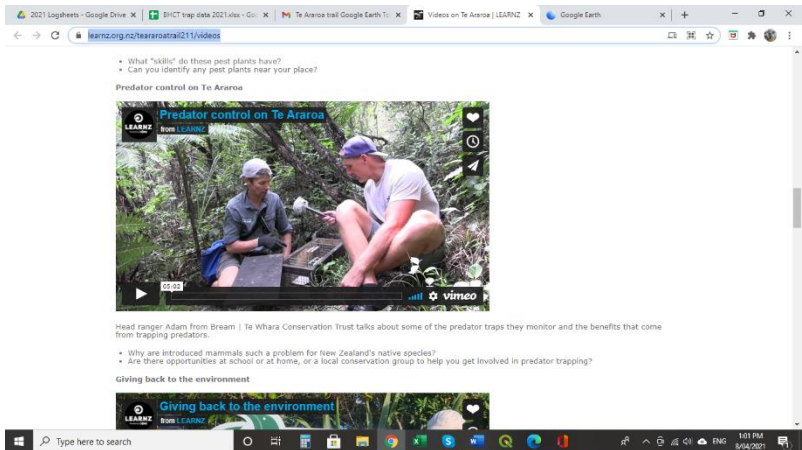 2021 Logsheets - Google Drive
BHCT trap data 2021.xlsx - Go
Te Araroa trail Google Earth To
Videos on Te Araroa | LEARNZ
Google Earth
learnz.org.nz/tearaoatrail211/videos
What "skills" do these pest plants have?
Can you identify any pest plants near your place?
Predator control on Te Araroa
Predator control on Te Araroa
LEARNZ
from LEARNZ
05:02
vimeo
Head ranger Adam from Bream | Te Whara Conservation Trust talks about some of the predator traps they monitor and the benefits that come
from trapping predators.
Why are introduced mammals such a problem for New Zealand's native species?
Are there opportunities at school or at home, or a local conservation group to help you get involved in predator trapping?
Giving back to the environment
Giving back to the environment
LEARNZ
from LEARNZ
Type here to search
ENG
1:01 PM
8/04/2021